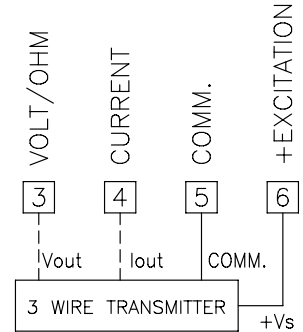 VOLT/OHM
CURRENT
COMM.
+EXCITATION
3
4
5
6
Vout
Iout
COMM.
3 WIRE TRANSMITTER
+Vs